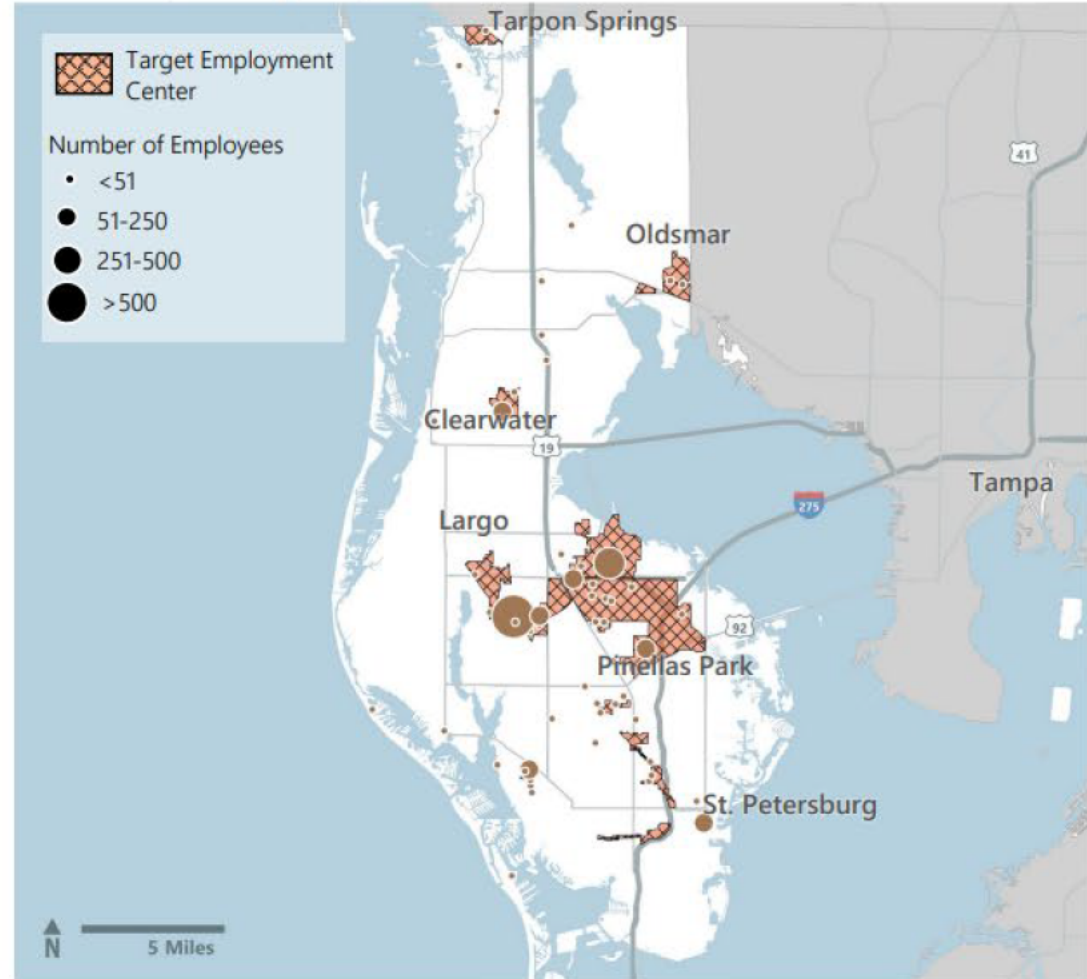 Tarpon Springs
Target Employment
Center
Number of Employees
<51
51-250
251-500
>500
41
Oldsmar
Clearwater
19
Tampa
275
Largo
92
Pinellas Park
St. Petersburg
N
5 Miles